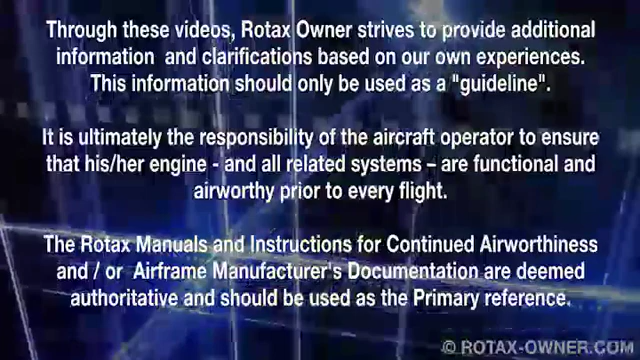 Through these videos, Rotax Owner strives to provide additional
information and clarifications based on our own experiences.
This information should only be used as a "guideline".
It is ultimately the responsibility of the aircraft operator to ensure
that his/her engine - and all related systems – are functional and
airworthy prior to every flight.
The Rotax Manuals and Instructions for Continued Airworthiness
and / or Airframe Manufacturer's Documentation are deemed
authoritative and should be used as the Primary reference.
© ROTAX-OWNER.COM